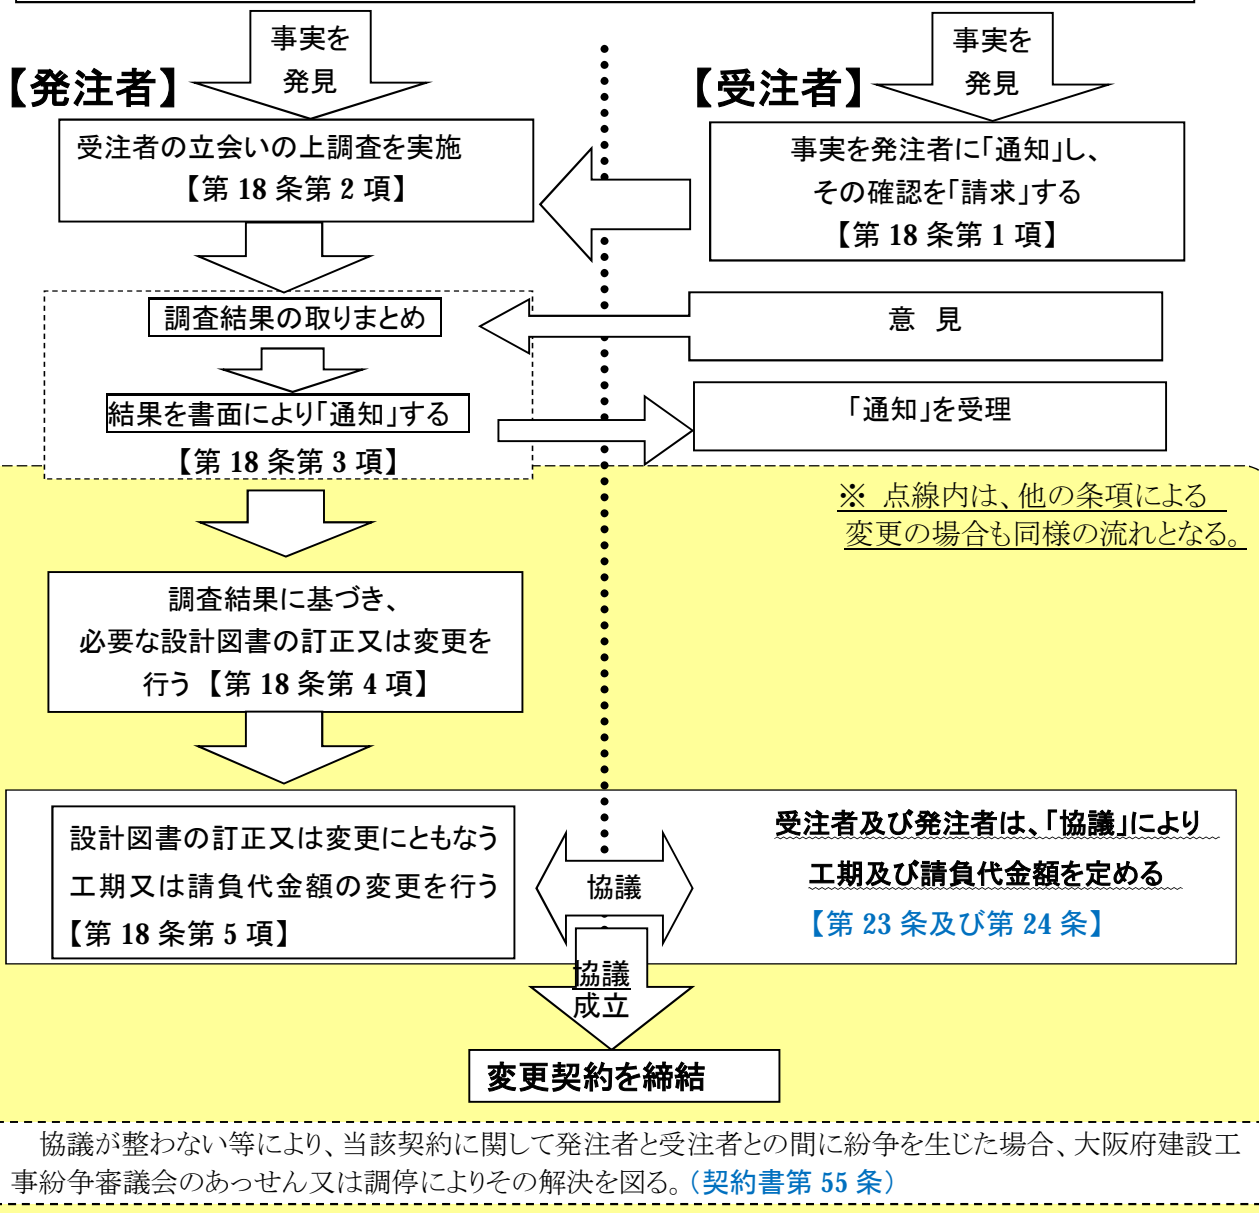 事実を
発見
事実を
発見
【発注者】
【受注者】
受注者の立会いの上調査を実施
【第 18 条第 2 項】
事実を発注者に「通知」し、
その確認を「請求」する
【第 18 条第 1 項】
調査結果の取りまとめ
意 見
結果を書面により「通知」する
【第 18 条第 3 項】
「通知」を受理
※ 点線内は、他の条項による
変更の場合も同様の流れとなる。
調査結果に基づき、
必要な設計図書の訂正又は変更を
行う 【第 18 条第 4 項】
設計図書の訂正又は変更にともなう
工期又は請負代金額の変更を行う
【第 18 条第 5 項】
協議
受注者及び発注者は、「協議」により
工期及び請負代金額を定める
【第 23 条及び第 24 条】
協議
成立
変更契約を締結
協議が整わない等により、当該契約に関して発注者と受注者との間に紛争を生じた場合、大阪府建設工
事紛争審議会のあっせん又は調停によりその解決を図る。（契約書第 55 条）